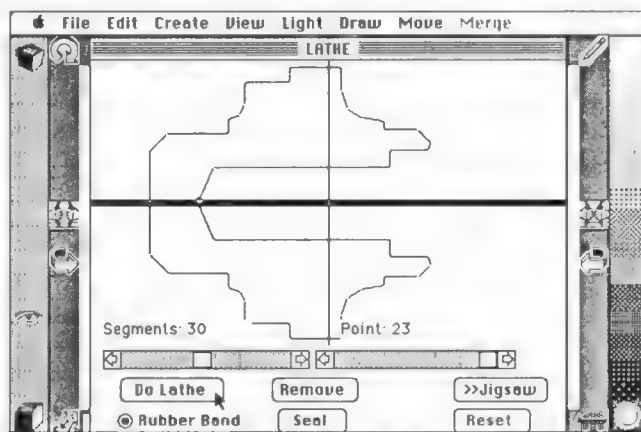 File Edit Create View Light Draw Move Merge
LATHE
Segments: 30 Point: 23
Do Lathe Remove >>Jigsaw
Rubber Band Seal Reset